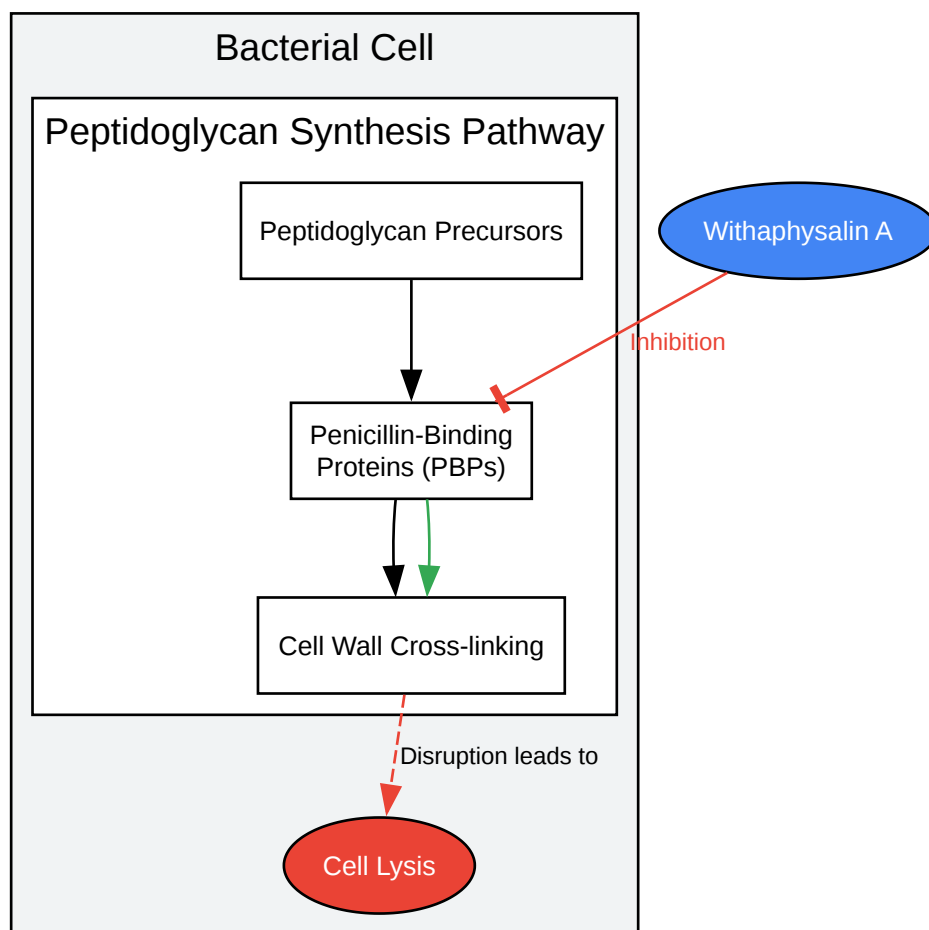 Bacterial Cell
Peptidoglycan Synthesis Pathway
Peptidoglycan Precursors
Withaphysalin A
Inhibition
Penicillin-Binding
Proteins (PBPs)
Cell Wall Cross-linking
Disruption leads to
Cell Lysis